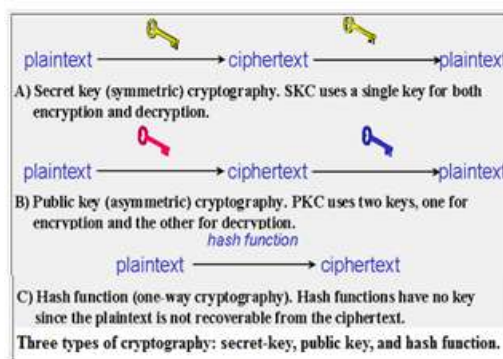 plaintext ciphertext plaintext
A) Secret key (symmetric) cryptography. SKC uses a single key for both
encryption and decryption.
plaintext ciphertext plaintext
B) Public key (asymmetric) cryptography. PKC uses two keys, one for
encryption and the other for decryption.
hash function
plaintext ciphertext
C) Hash function (one-way cryptography). Hash functions have no key
since the plaintext is not recoverable from the ciphertext.
Three types of cryptography: secret-key, public key, and hash function.